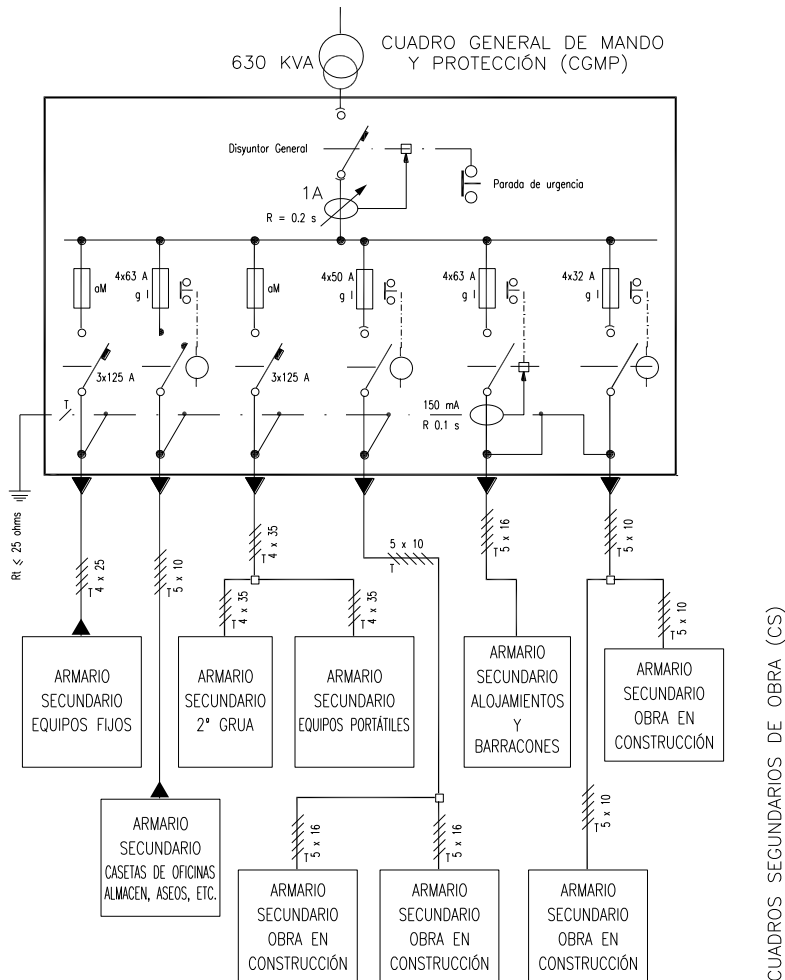 630 KVA
CUADRO GENERAL DE MANDO
Y PROTECCIÓN (CGMP)
Disyuntor General
Parada de urgencia
1A
R = 0.2 s
aM
4x63 A
g I
aM
4x50 A
g I
4x63 A
g I
4x32 A
g I
3x125 A
3x125 A
T
150 mA
R 0.1 s
Rt ≤ 25 ohms
T 4 x 25
T 5 x 10
T 4 x 35
5 x 10
T
T 5 x 16
T 5 x 10
T 4 x 35
T 4 x 35
T 5 x 10
ARMARIO
SECUNDARIO
EQUIPOS FIJOS
ARMARIO
SECUNDARIO
2ª GRUA
ARMARIO
SECUNDARIO
EQUIPOS PORTÁTILES
ARMARIO
SECUNDARIO
ALOJAMIENTOS
Y
BARRACONES
ARMARIO
SECUNDARIO
OBRA EN
CONSTRUCCIÓN
ARMARIO
SECUNDARIO
CASETAS DE OFICINAS
ALMACEN, ASEOS, ETC.
T 5 x 16
T 5 x 16
T 5 x 10
ARMARIO
SECUNDARIO
OBRA EN
CONSTRUCCIÓN
ARMARIO
SECUNDARIO
OBRA EN
CONSTRUCCIÓN
ARMARIO
SECUNDARIO
OBRA EN
CONSTRUCCIÓN
CUADROS SEGUNDARIOS DE OBRA (CS)